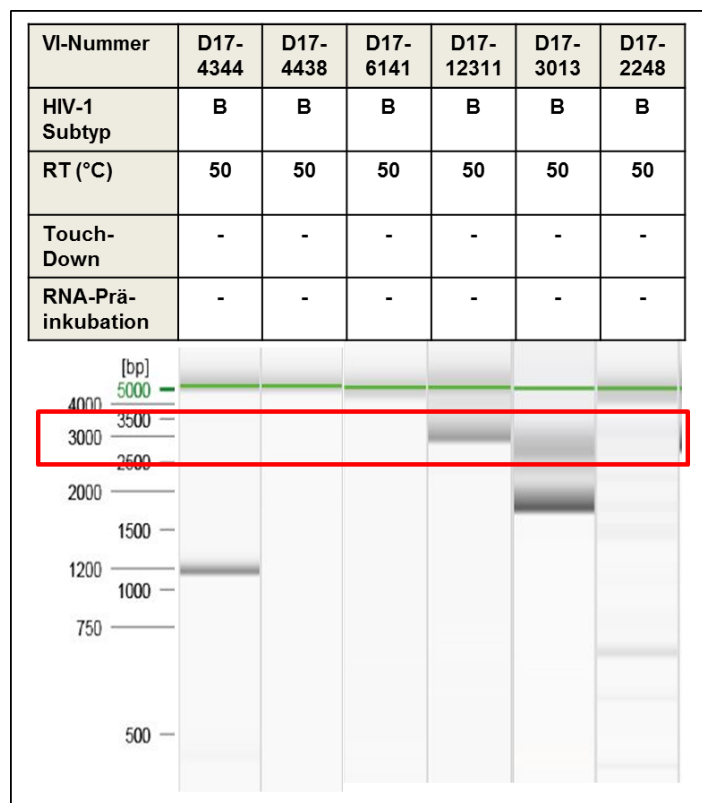 VI-Nummer D17-4344 D17-4438 D17-6141 D17-12311 D17-3013 D17-2248
HIV-1 Subtyp B B B B B B
RT (°C) 50 50 50 50 50 50
Touch-Down - - - - - -
RNA-Prä-inkubation - - - - - -
[bp]
5000
4000
3500
3000
2500
2000
1500
1200
1000
750
500